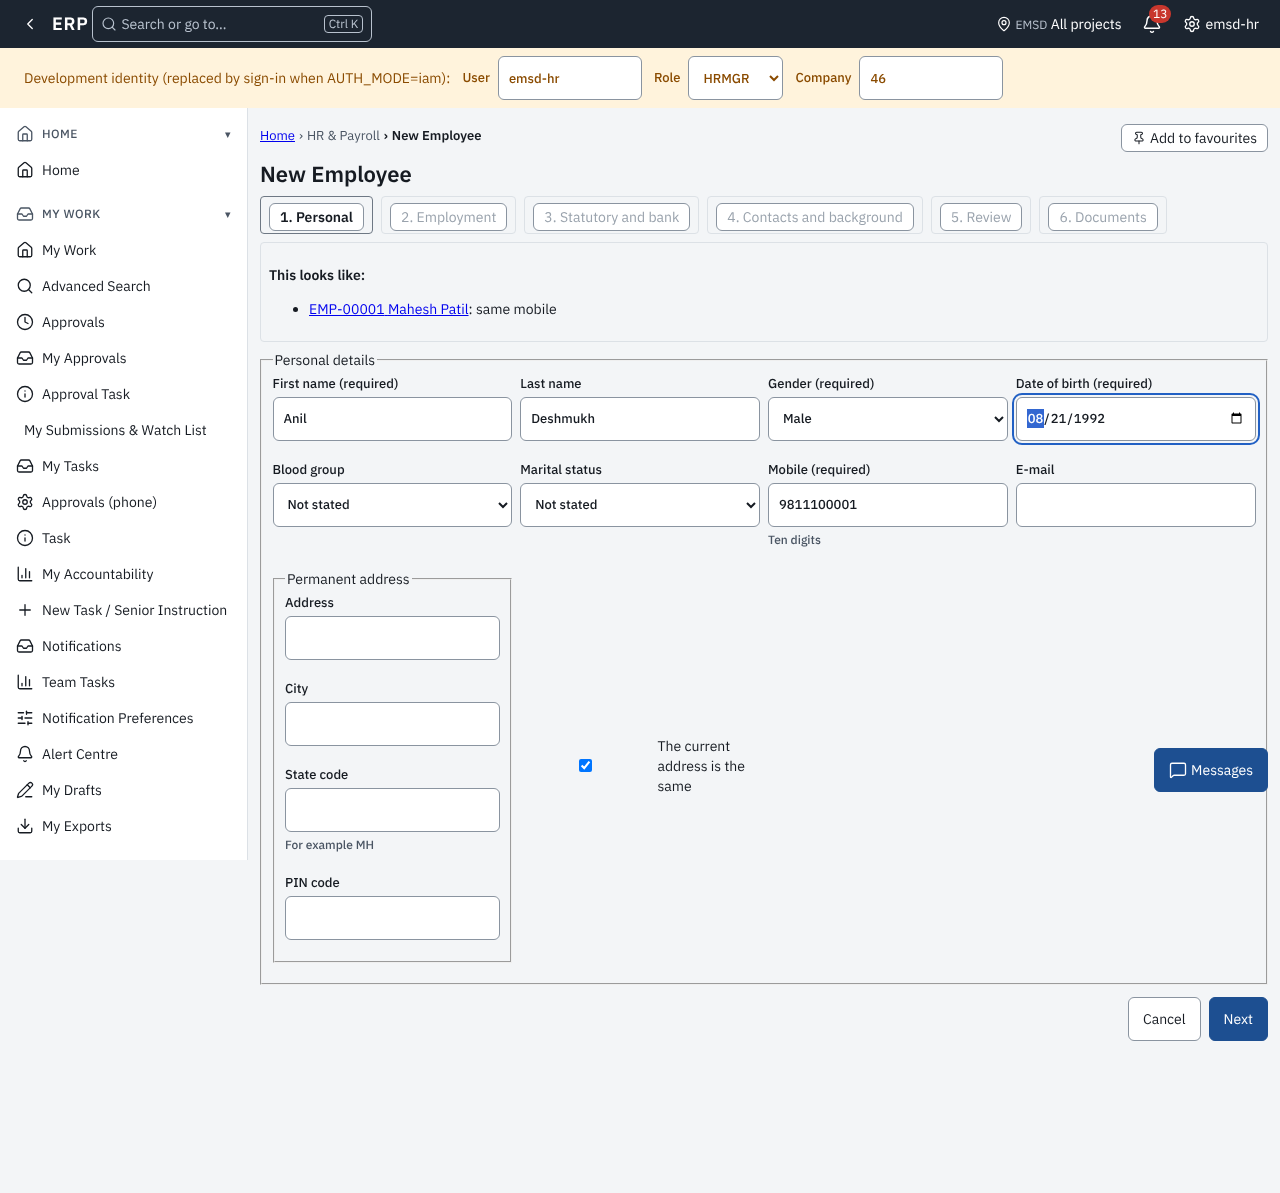 ERP
Search or go to...
Ctrl K
EMSD All projects
13
emsd-hr
Development identity (replaced by sign-in when AUTH_MODE=iam):
User
emsd-hr
Role
HRMGR
Company
46
HOME
Home
MY WORK
My Work
Advanced Search
Approvals
My Approvals
Approval Task
My Submissions & Watch List
My Tasks
Approvals (phone)
Task
My Accountability
New Task / Senior Instruction
Notifications
Team Tasks
Notification Preferences
Alert Centre
My Drafts
My Exports
Home › HR & Payroll › New Employee
Add to favourites
New Employee
1. Personal
2. Employment
3. Statutory and bank
4. Contacts and background
5. Review
6. Documents
This looks like:
EMP-00001 Mahesh Patil: same mobile
Personal details
First name (required)
Anil
Last name
Deshmukh
Gender (required)
Male
Date of birth (required)
08/21/1992
Blood group
Not stated
Marital status
Not stated
Mobile (required)
9811100001
Ten digits
E-mail
Permanent address
Address
City
State code
For example MH
PIN code
The current
address is the
same
Messages
Cancel
Next